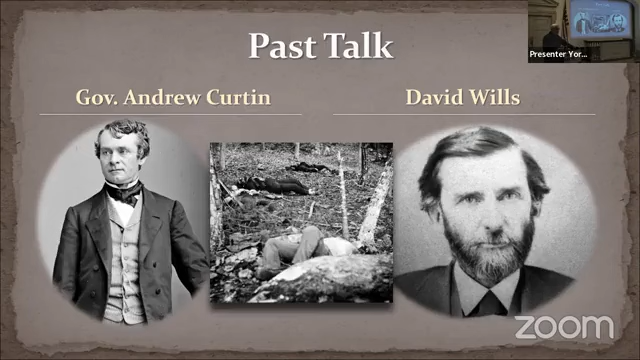 Past Talk
Presenter Yor...
Gov. Andrew Curtin
David Wills
zoom